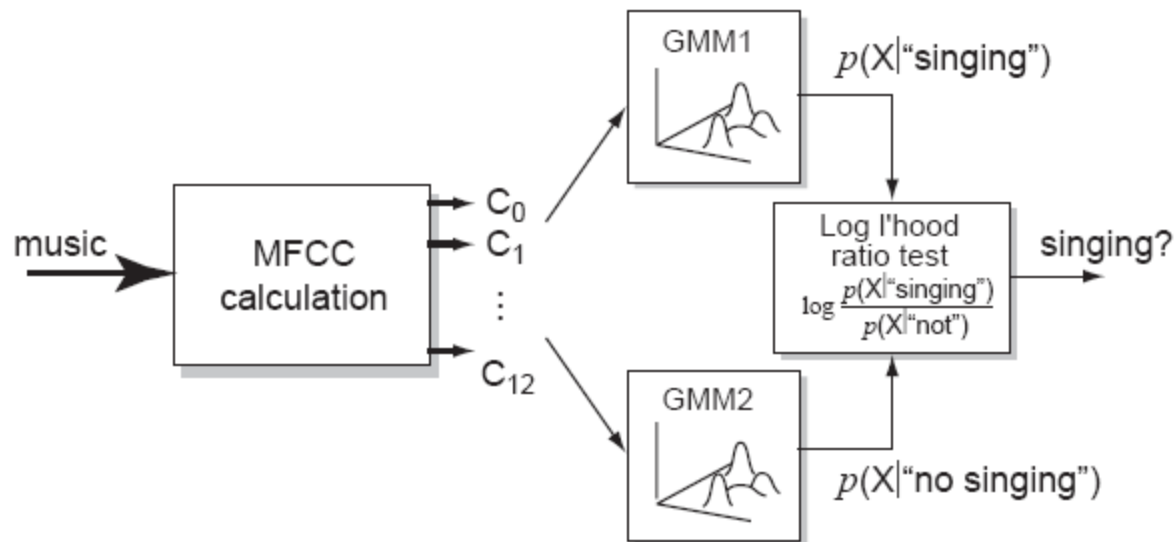 music
MFCC
calculation
C0
C1
⋮
C12
GMM1
p(X|“singing”)
GMM2
p(X|“no singing”)
Log l'hood
ratio test
log p(X|“singing”)
p(X|“not”)
singing?